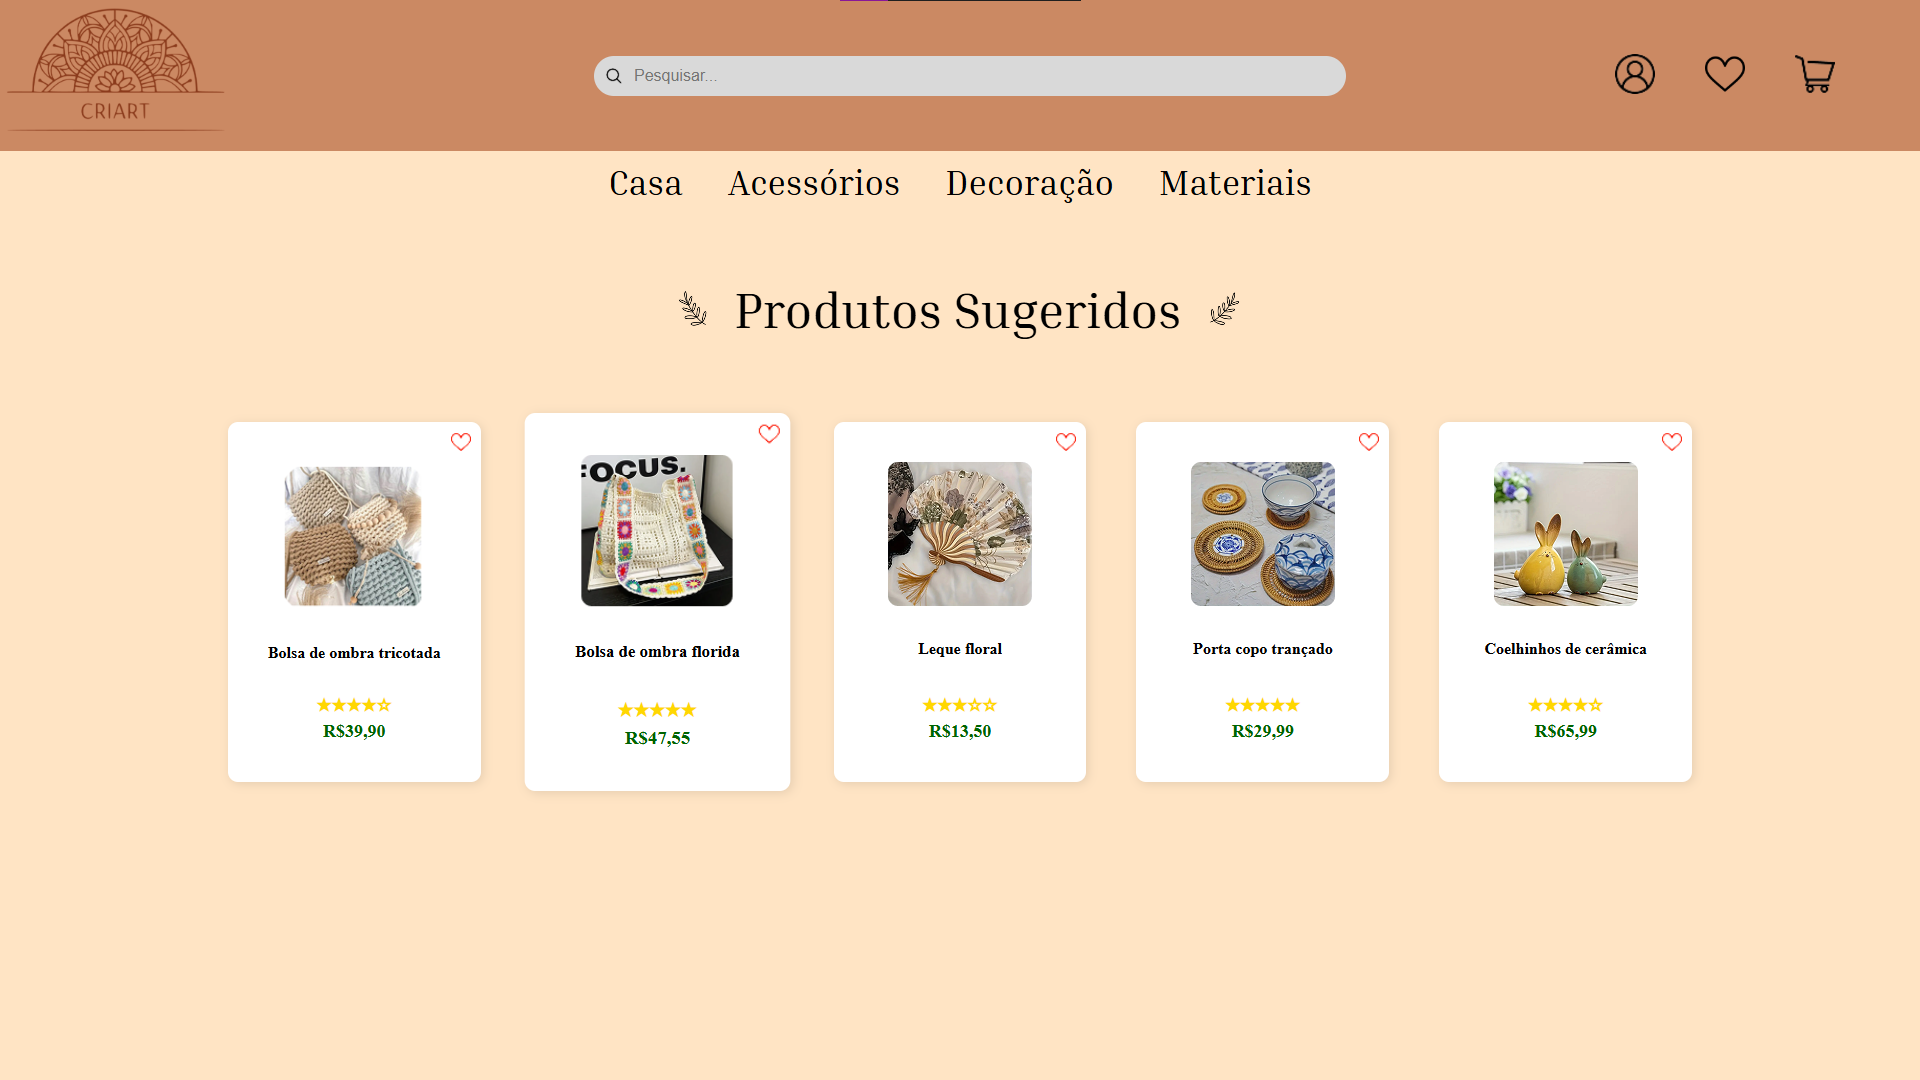 CRIART
Pesquisar...
Casa Acessórios Decoração Materiais
Produtos Sugeridos
FOCUS.
Bolsa de ombra tricotada
★★★★☆
R$39,90
Bolsa de ombra florida
★★★★★
R$47,55
Leque floral
★★★☆☆
R$13,50
Porta copo trançado
★★★★★
R$29,99
Coelhinhos de cerâmica
★★★★☆
R$65,99